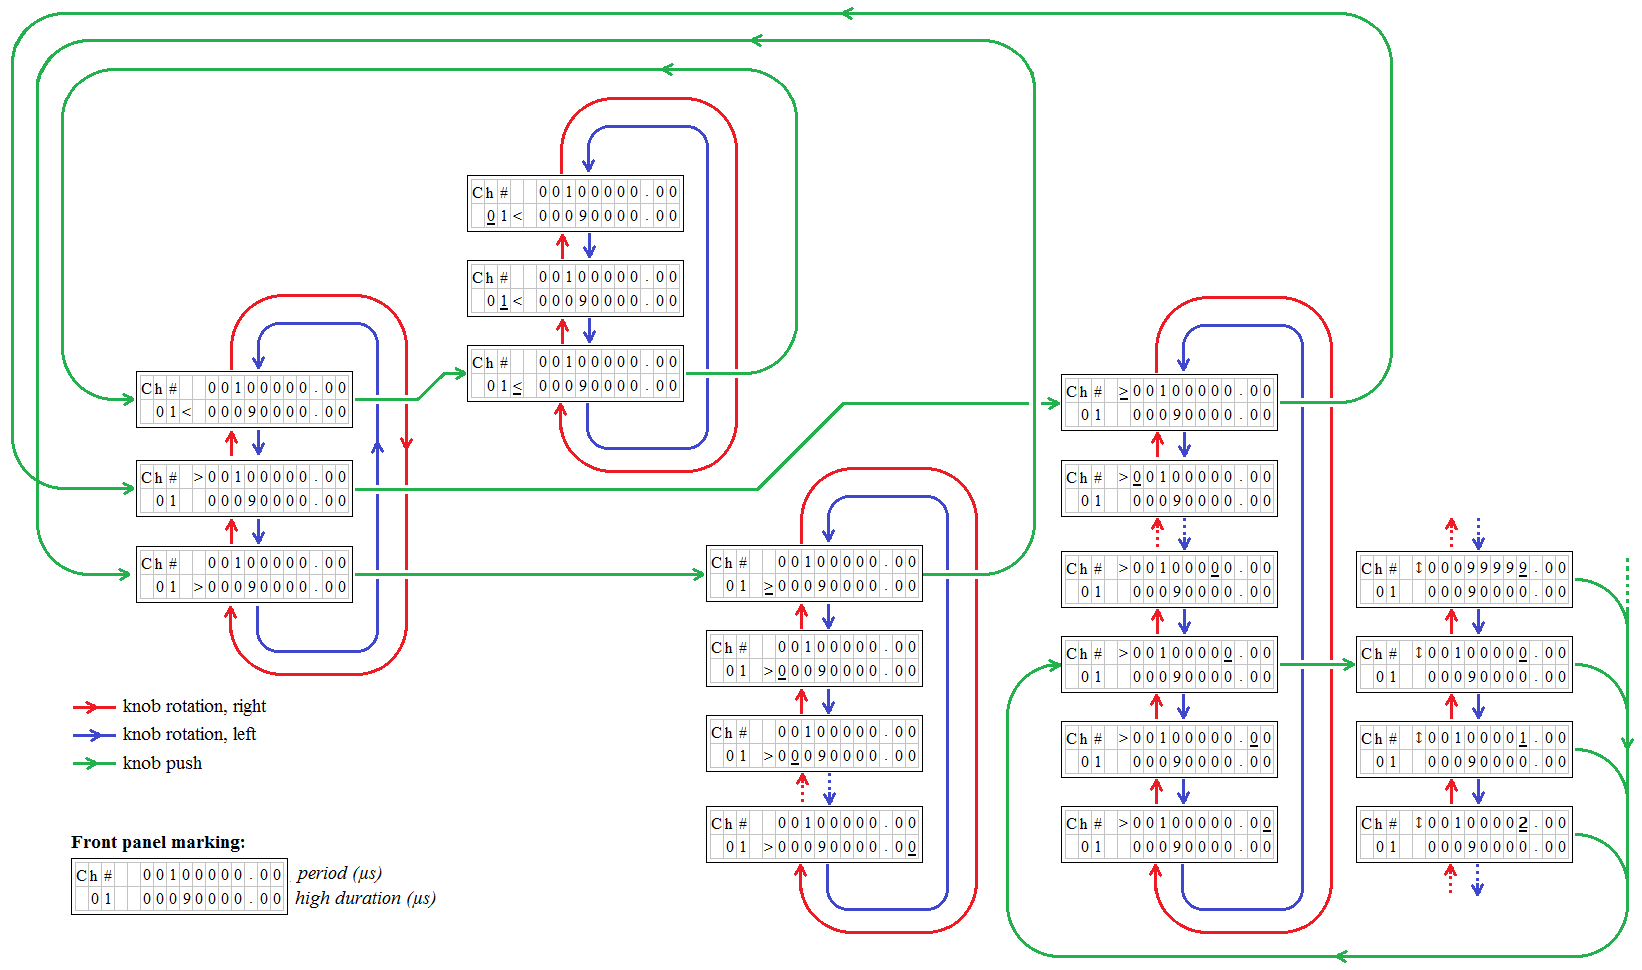 Ch # 00100000.00
01< 00090000.00
Ch # 00100000.00
01< 00090000.00
Ch # 00100000.00
01< 00090000.00
Ch # 00100000.00
01< 00090000.00
Ch # >00100000.00
01 00090000.00
Ch # 00100000.00
01 >00090000.00
Ch # 00100000.00
01 >00090000.00
Ch # 00100000.00
01 >00090000.00
Ch # 00100000.00
01 >00090000.00
Ch # 00100000.00
01 >00090000.00
Ch # >00100000.00
01 00090000.00
Ch # >00100000.00
01 00090000.00
Ch # >00100000.00
01 00090000.00
Ch # >00100000.00
01 00090000.00
Ch # >00100000.00
01 00090000.00
Ch # >00100000.00
01 00090000.00
Ch # ↕00099999.00
01 00090000.00
Ch # ↕00100000.00
01 00090000.00
Ch # ↕00100001.00
01 00090000.00
Ch # ↕00100002.00
01 00090000.00
knob rotation, right
knob rotation, left
knob push
Front panel marking:
Ch # 00100000.00 period (µs)
01 00090000.00 high duration (µs)